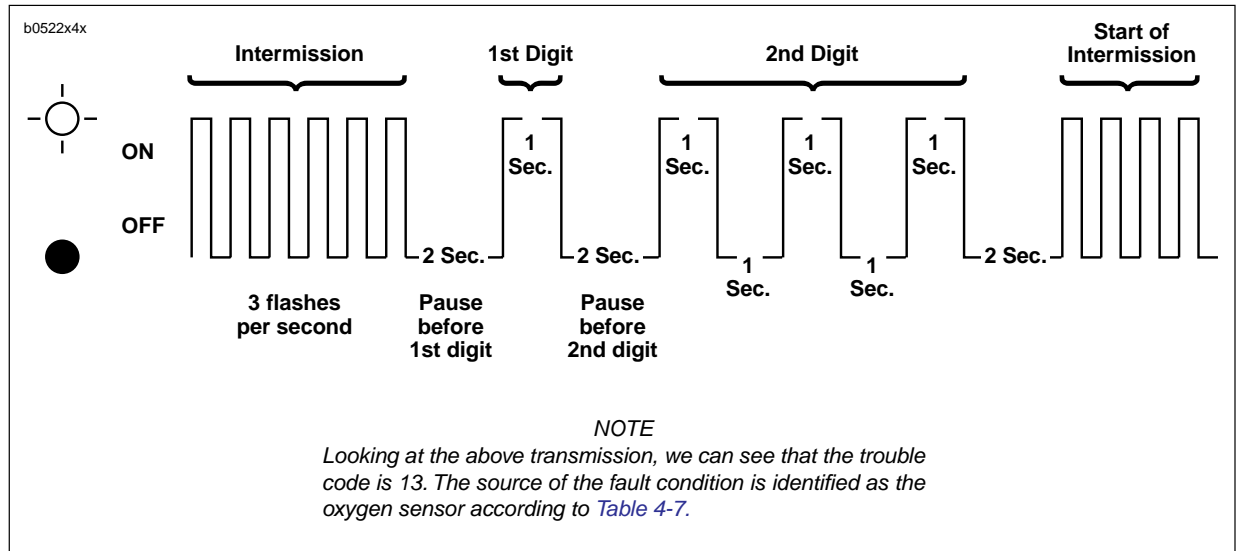 b0522x4x
Intermission
1st Digit
2nd Digit
Start of
Intermission
ON
OFF
1
Sec.
1
Sec.
1
Sec.
1
Sec.
2 Sec.
2 Sec.
1
Sec.
1
Sec.
2 Sec.
3 flashes
per second
Pause
before
1st digit
Pause
before
2nd digit
NOTE
Looking at the above transmission, we can see that the trouble
code is 13. The source of the fault condition is identified as the
oxygen sensor according to Table 4-7.